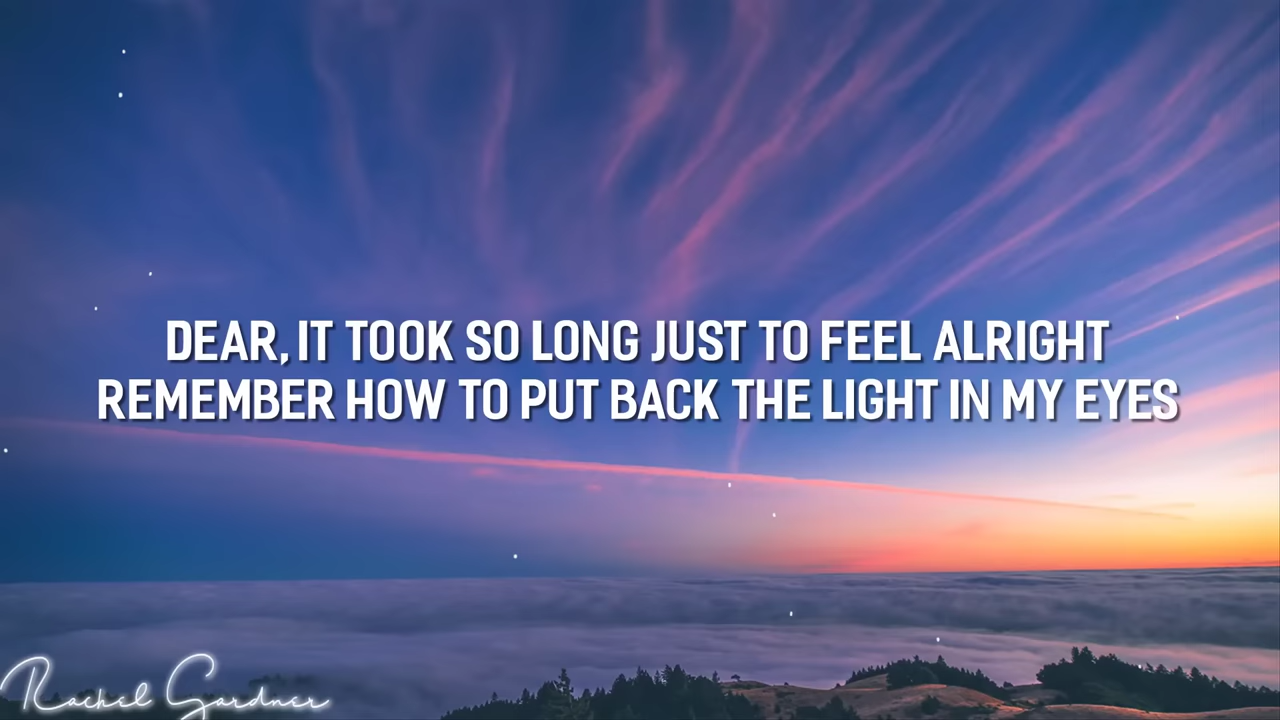 DEAR, IT TOOK SO LONG JUST TO FEEL ALRIGHT
REMEMBER HOW TO PUT BACK THE LIGHT IN MY EYES
Rachel Gardner